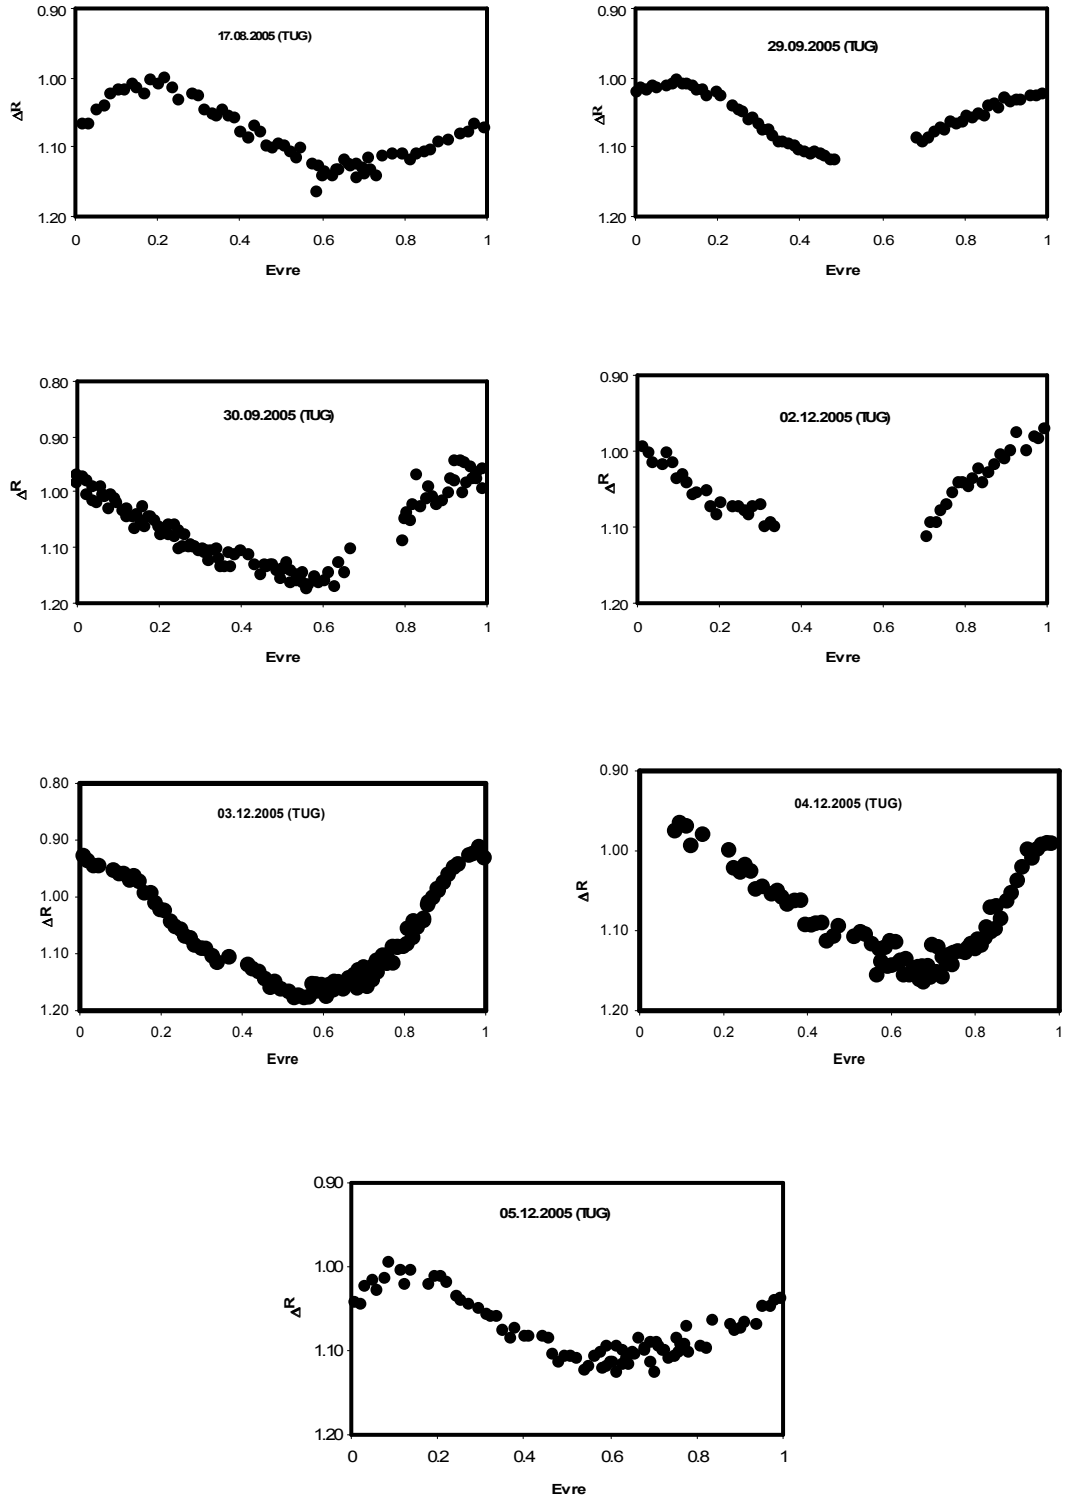 17.08.2005 (TUG)
0.90
1.00
1.10
1.20
ΔR
0 0.2 0.4 0.6 0.8 1
Evre
29.09.2005 (TUG)
0.90
1.00
1.10
1.20
ΔR
0 0.2 0.4 0.6 0.8 1
Evre
30.09.2005 (TUG)
0.80
0.90
1.00
1.10
1.20
ΔR
0 0.2 0.4 0.6 0.8 1
Evre
02.12.2005 (TUG)
0.90
1.00
1.10
1.20
ΔR
0 0.2 0.4 0.6 0.8 1
Evre
03.12.2005 (TUG)
0.80
0.90
1.00
1.10
1.20
ΔR
0 0.2 0.4 0.6 0.8 1
Evre
04.12.2005 (TUG)
0.90
1.00
1.10
1.20
ΔR
0 0.2 0.4 0.6 0.8 1
Evre
05.12.2005 (TUG)
0.90
1.00
1.10
1.20
ΔR
0 0.2 0.4 0.6 0.8 1
Evre